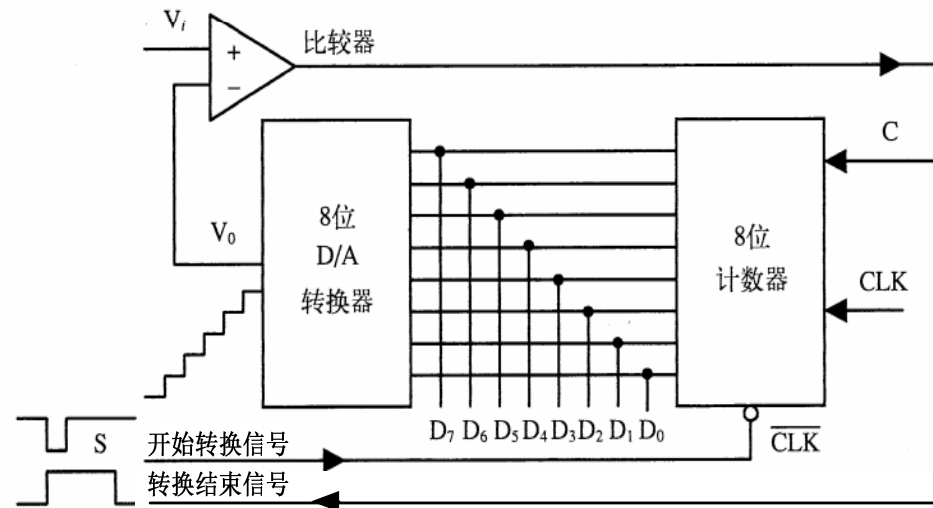 Vᵢ
+
−
比较器
C
V₀
8位
D/A
转换器
8位
计数器
CLK
D₇ D₆ D₅ D₄ D₃ D₂ D₁ D₀
S
开始转换信号
C̅L̅K̅
转换结束信号